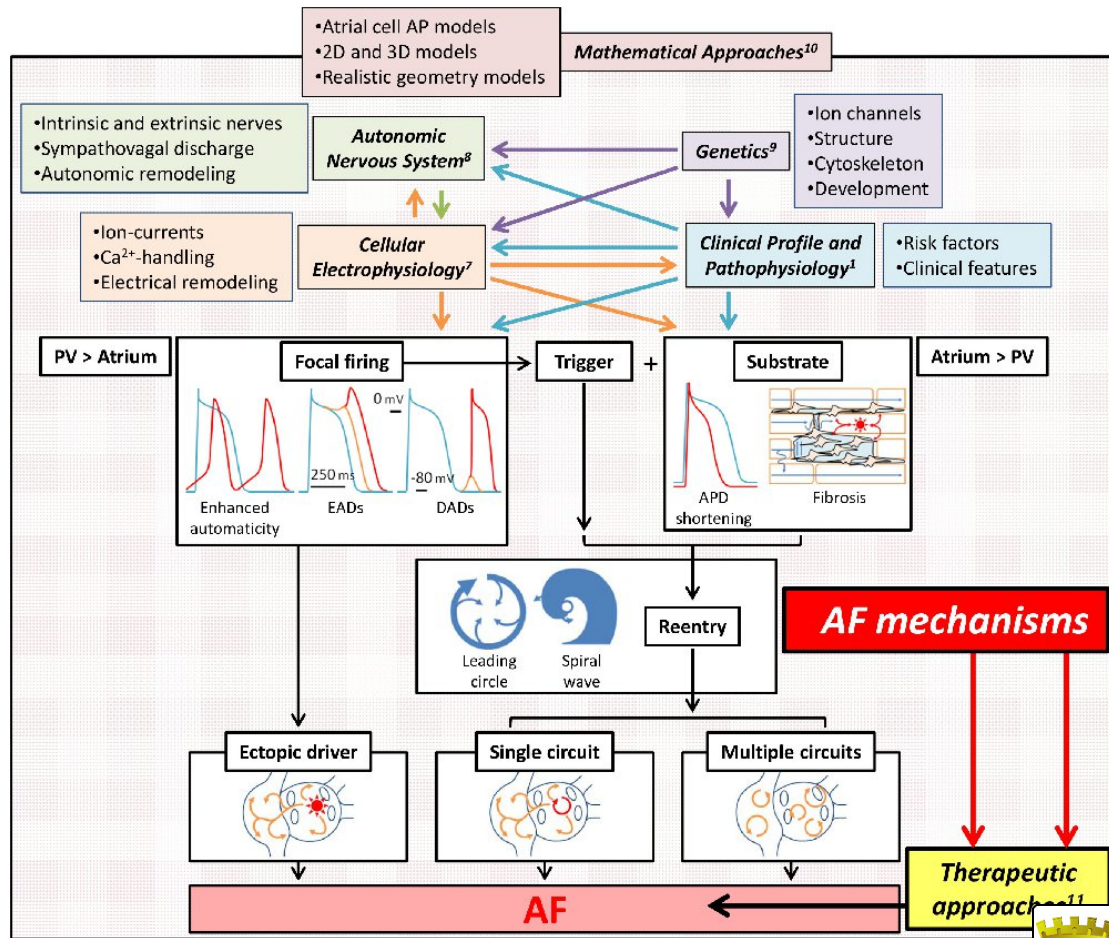 •Atrial cell AP models
•2D and 3D models
•Realistic geometry models
Mathematical Approaches¹⁰
•Intrinsic and extrinsic nerves
•Sympathovagal discharge
•Autonomic remodeling
Autonomic
Nervous System⁸
Genetics⁹
•Ion channels
•Structure
•Cytoskeleton
•Development
•Ion-currents
•Ca²⁺-handling
•Electrical remodeling
Cellular
Electrophysiology⁷
Clinical Profile and
Pathophysiology¹
•Risk factors
•Clinical features
PV > Atrium
Focal firing
Trigger
+
Substrate
Atrium > PV
0 mV
250 ms
-80 mV
Enhanced
automaticity
EADs
DADs
APD
shortening
Fibrosis
Leading
circle
Spiral
wave
Reentry
AF mechanisms
Ectopic driver
Single circuit
Multiple circuits
AF
Therapeutic
approaches¹¹